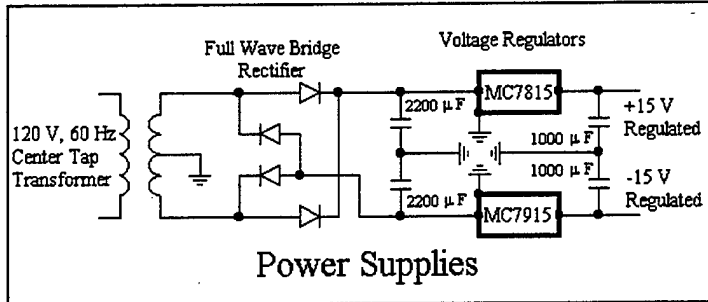 Full Wave Bridge
Rectifier
Voltage Regulators
120 V, 60 Hz
Center Tap
Transformer
2200 μF
MC7815
1000 μF
+15 V
Regulated
1000 μF
2200 μF
MC7915
-15 V
Regulated
Power Supplies